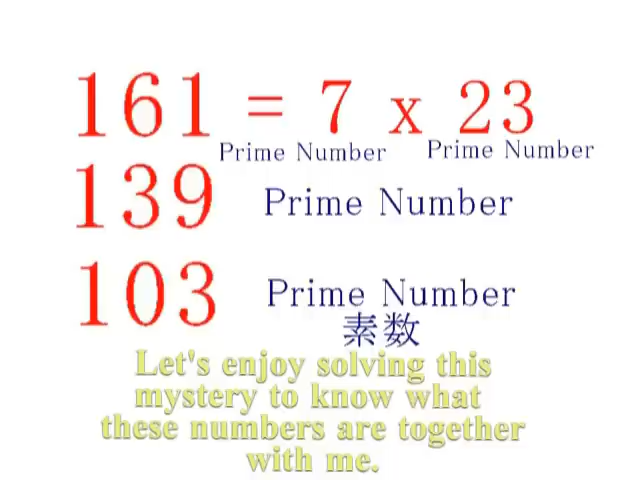 161 = 7 x 23
Prime Number Prime Number
139 Prime Number
103 Prime Number
素数
Let's enjoy solving this
mystery to know what
these numbers are together
with me.